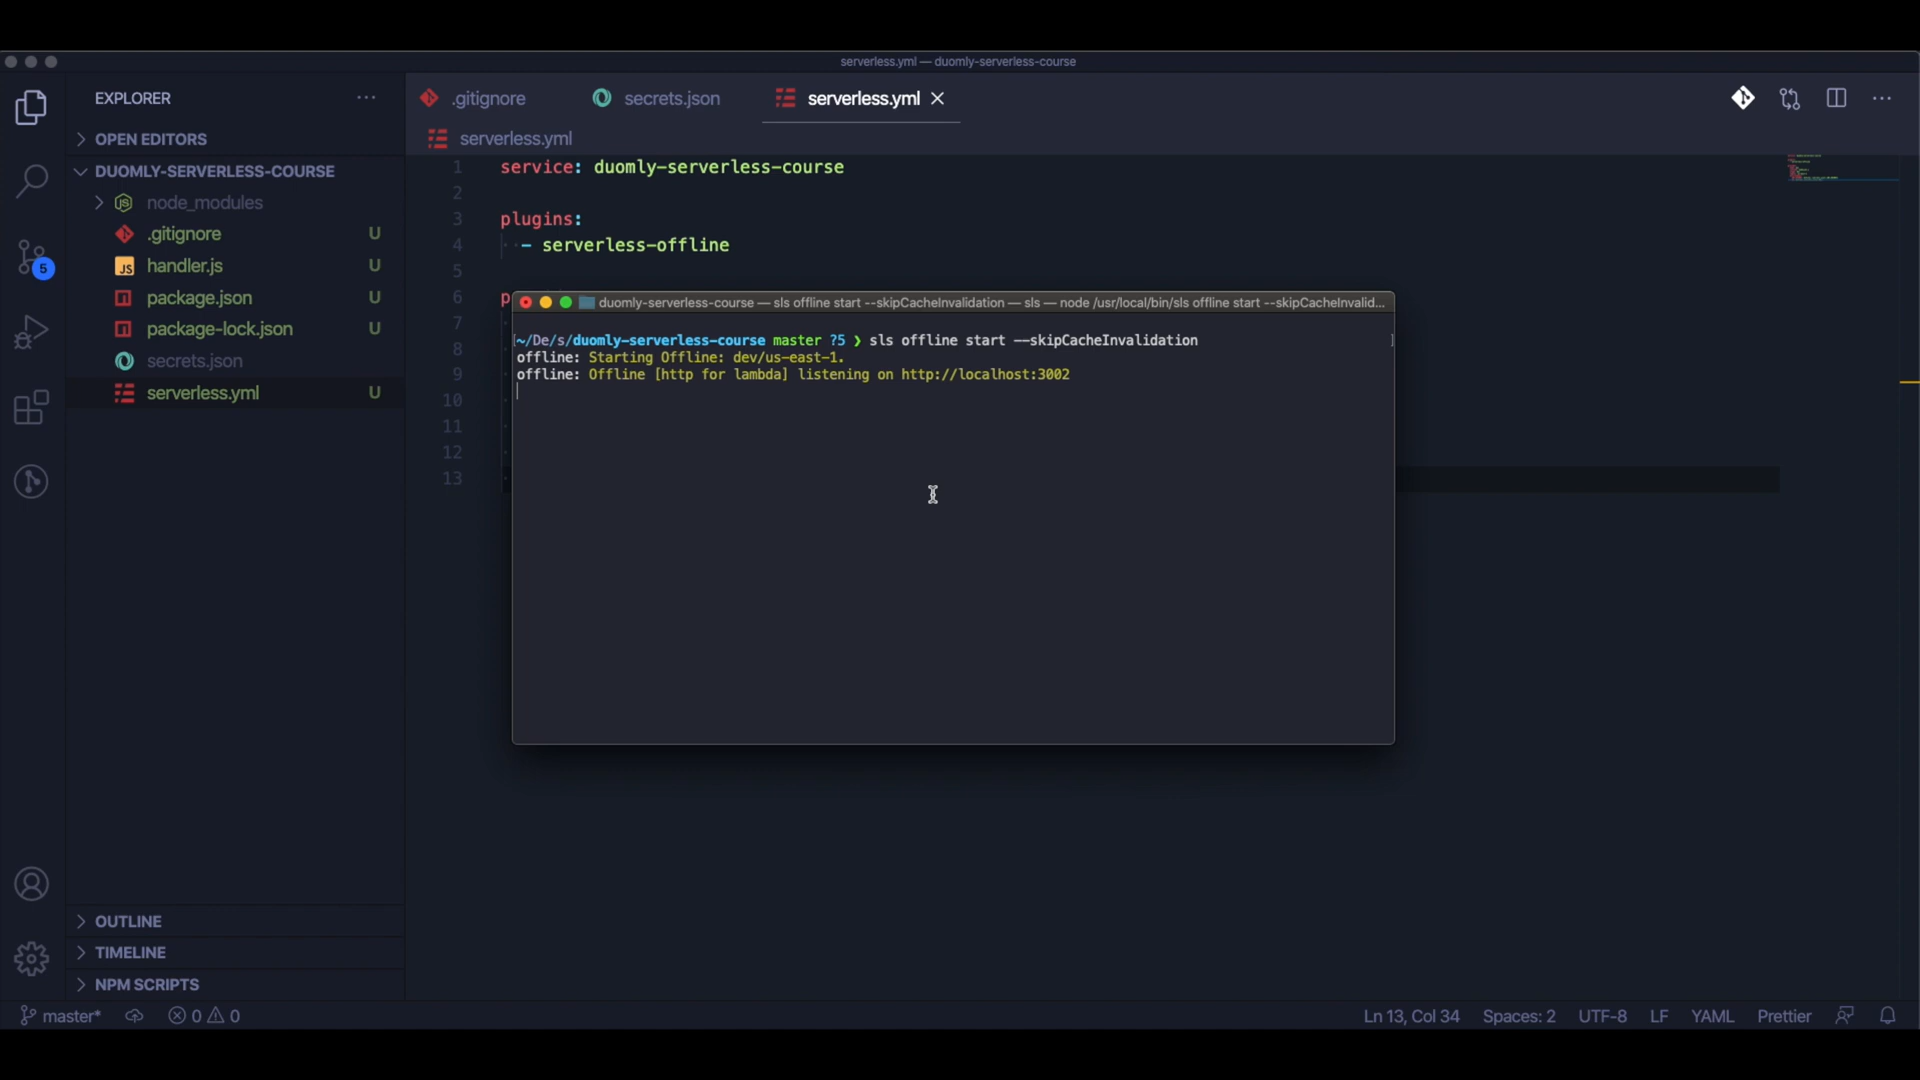 serverless.yml — duomly-serverless-course
EXPLORER
.gitignore
secrets.json
serverless.yml
OPEN EDITORS
serverless.yml
DUOMLY-SERVERLESS-COURSE
node_modules
.gitignore U
handler.js U
package.json U
package-lock.json U
secrets.json
serverless.yml U
5
1 service: duomly-serverless-course
2
3 plugins:
4 - serverless-offline
5
6 p
7
8
9
10
11
12
13
duomly-serverless-course — sls offline start --skipCacheInvalidation — sls — node /usr/local/bin/sls offline start --skipCacheInvalid...
~/De/s/duomly-serverless-course master ?5 ❯ sls offline start --skipCacheInvalidation
offline: Starting Offline: dev/us-east-1.
offline: Offline [http for lambda] listening on http://localhost:3002
OUTLINE
TIMELINE
NPM SCRIPTS
master* 0 0 Ln 13, Col 34 Spaces: 2 UTF-8 LF YAML Prettier